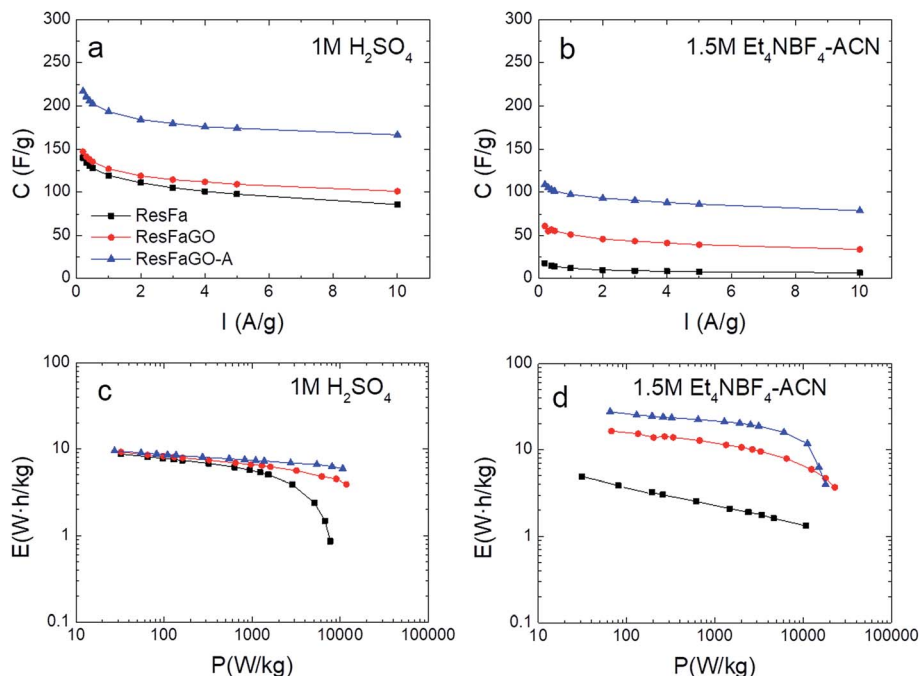 a
1M H₂SO₄
C (F/g)
300
250
200
150
100
50
0
ResFa
ResFaGO
ResFaGO-A
0 2 4 6 8 10
I (A/g)
b
1.5M Et₄NBF₄-ACN
C (F/g)
300
250
200
150
100
50
0
0 2 4 6 8 10
I (A/g)
c
1M H₂SO₄
E(W·h/kg)
100
10
1
0.1
10 100 1000 10000 100000
P(W/kg)
d
1.5M Et₄NBF₄-ACN
E(W·h/kg)
100
10
1
0.1
10 100 1000 10000 100000
P(W/kg)